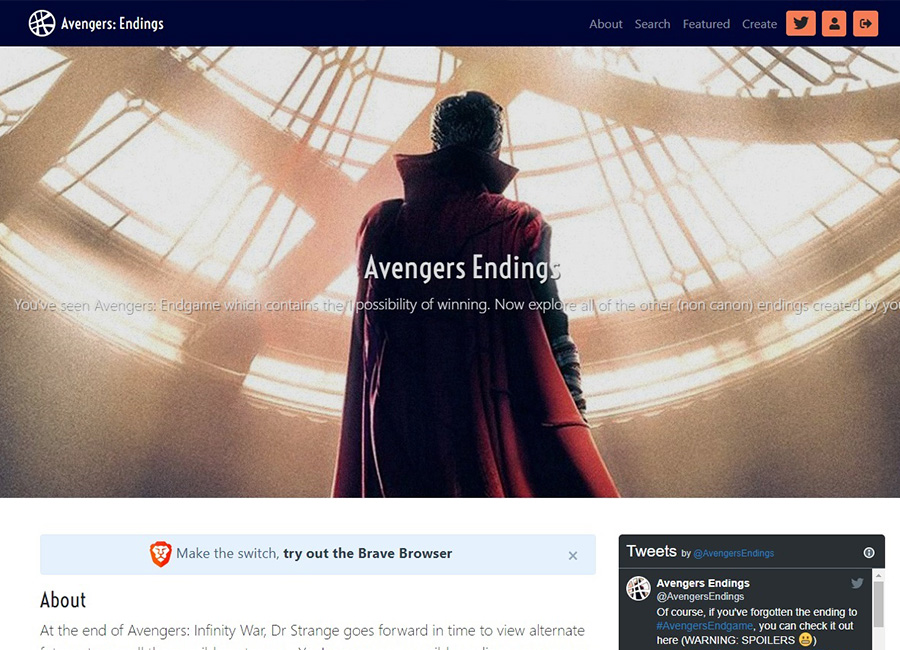 Avengers: Endings
About Search Featured Create
Avengers Endings
You've seen Avengers: Endgame which contains the 1 possibility of winning. Now explore all of the other (non canon) endings created by
Make the switch, try out the Brave Browser
×
Tweets by @AvengersEndings
About
At the end of Avengers: Infinity War, Dr Strange goes forward in time to view alternate
Avengers Endings
@AvengersEndings
Of course, if you've forgotten the ending to
#AvengersEndgame, you can check it out
here (WARNING: SPOILERS 😬)